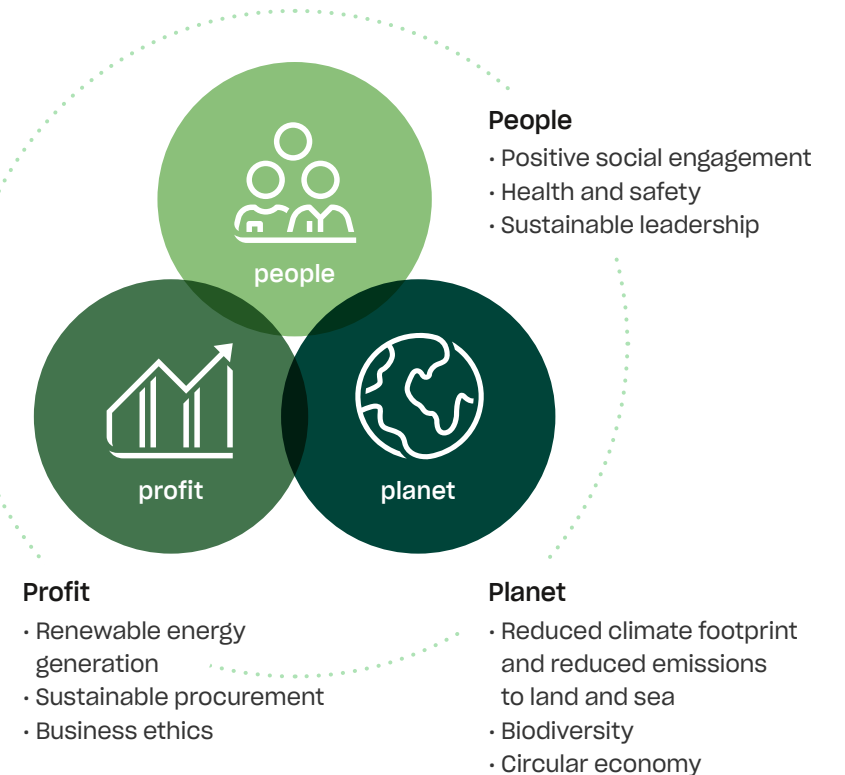 people
profit
planet
People
· Positive social engagement
· Health and safety
· Sustainable leadership
Profit
· Renewable energy
generation
· Sustainable procurement
· Business ethics
Planet
· Reduced climate footprint
and reduced emissions
to land and sea
· Biodiversity
· Circular economy